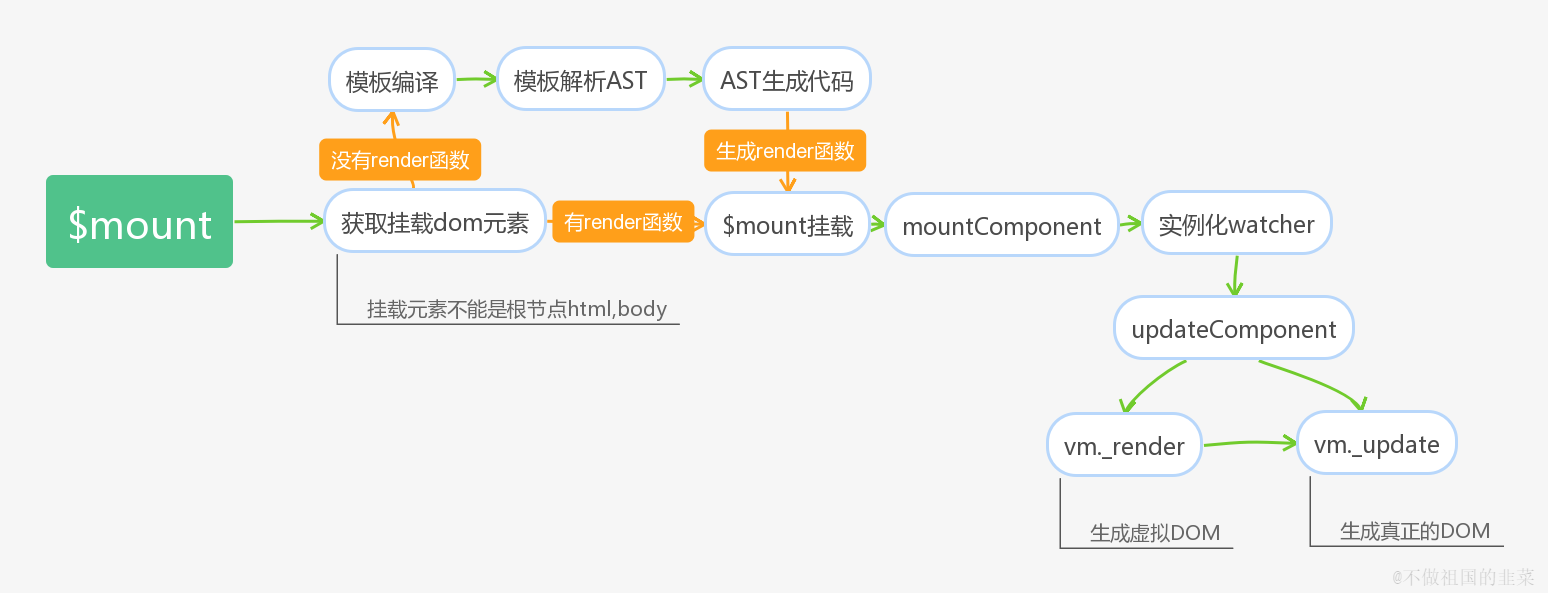 模板编译
模板解析AST
AST生成代码
没有render函数
生成render函数
$mount
获取挂载dom元素
有render函数
$mount挂载
mountComponent
实例化watcher
挂载元素不能是根节点html,body
updateComponent
vm._render
vm._update
生成虚拟DOM
生成真正的DOM
@不做祖国的韭菜